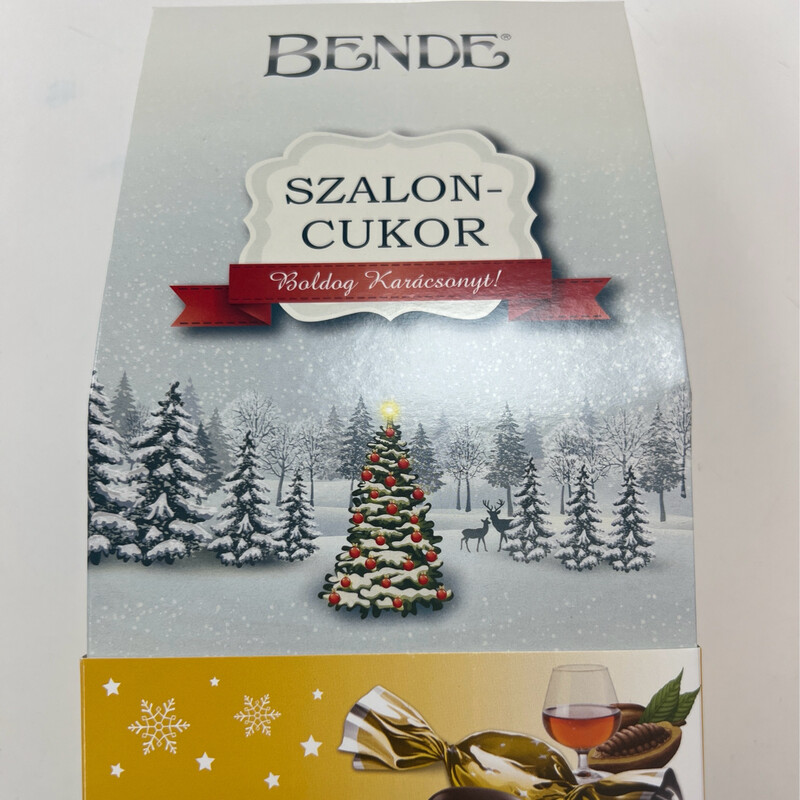 BENDE®
SZALON-
CUKOR
Boldog Karácsonyt!